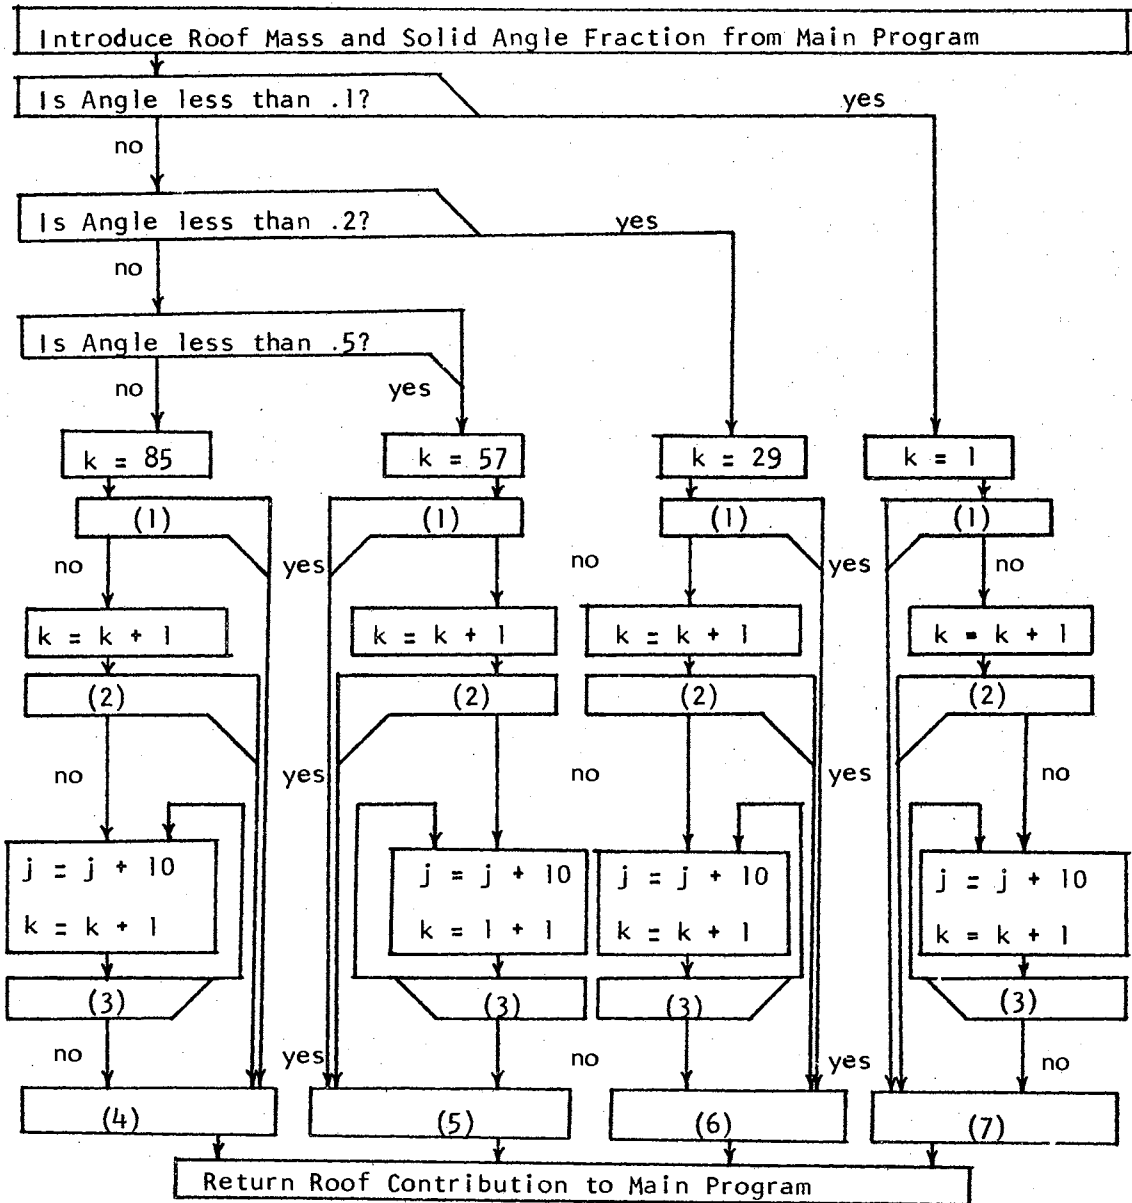 Introduce Roof Mass and Solid Angle Fraction from Main Program
Is Angle less than .1?
yes
no
Is Angle less than .2?
yes
no
Is Angle less than .5?
no
yes
k = 85
k = 57
k = 29
k = 1
(1)
(1)
(1)
(1)
no
yes
no
yes
no
k = k + 1
k = k + 1
k = k + 1
k = k + 1
(2)
(2)
(2)
(2)
no
yes
no
yes
no
j = j + 10
k = k + 1
j = j + 10
k = 1 + 1
j = j + 10
k = k + 1
j = j + 10
k = k + 1
(3)
(3)
(3)
(3)
no
yes
no
yes
no
(4)
(5)
(6)
(7)
Return Roof Contribution to Main Program